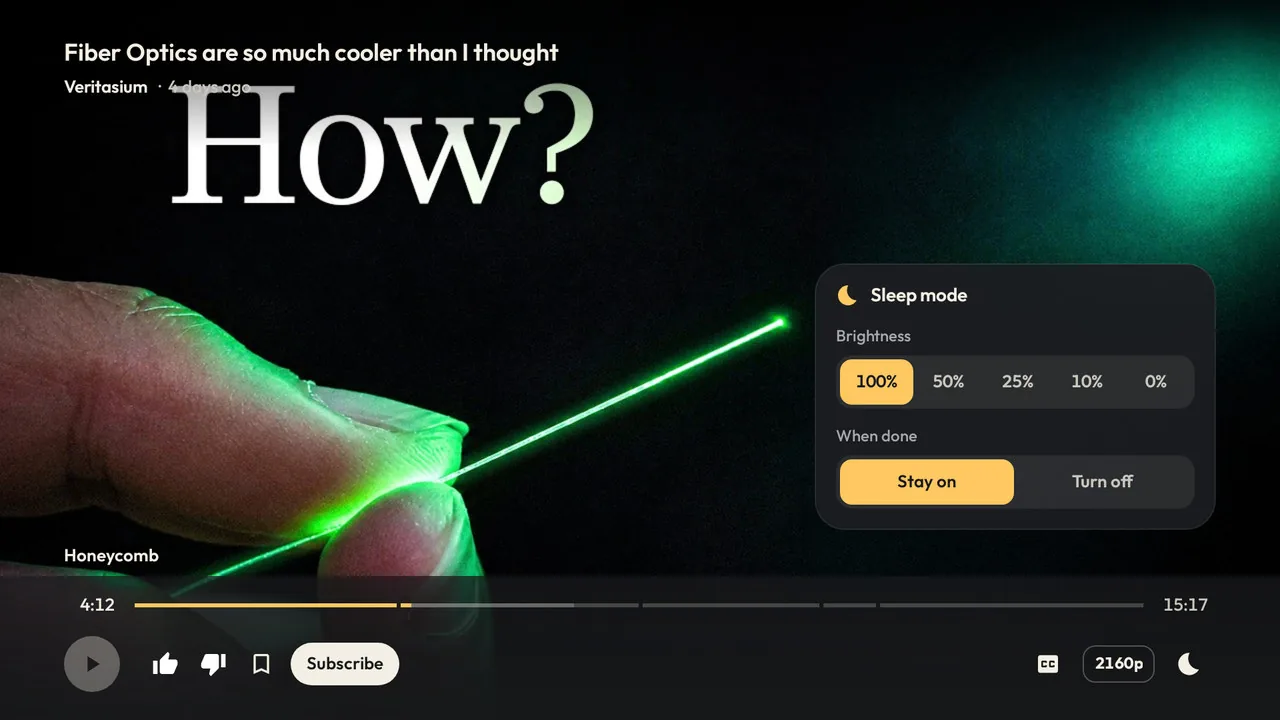 Fiber Optics are so much cooler than I thought
Veritasium · 4 days ago
How?
Sleep mode
Brightness
100% 50% 25% 10% 0%
When done
Stay on Turn off
Honeycomb
4:12 15:17
Subscribe CC 2160p